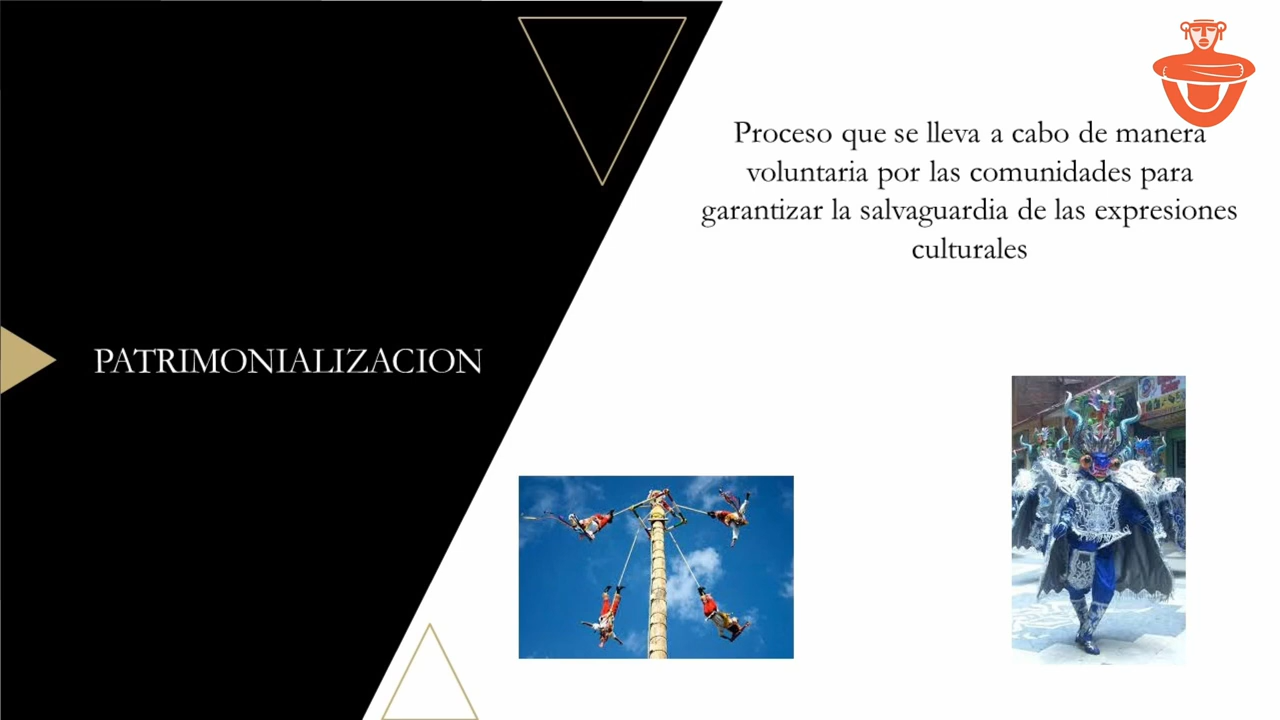 PATRIMONIALIZACION
Proceso que se lleva a cabo de manera
voluntaria por las comunidades para
garantizar la salvaguardia de las expresiones
culturales